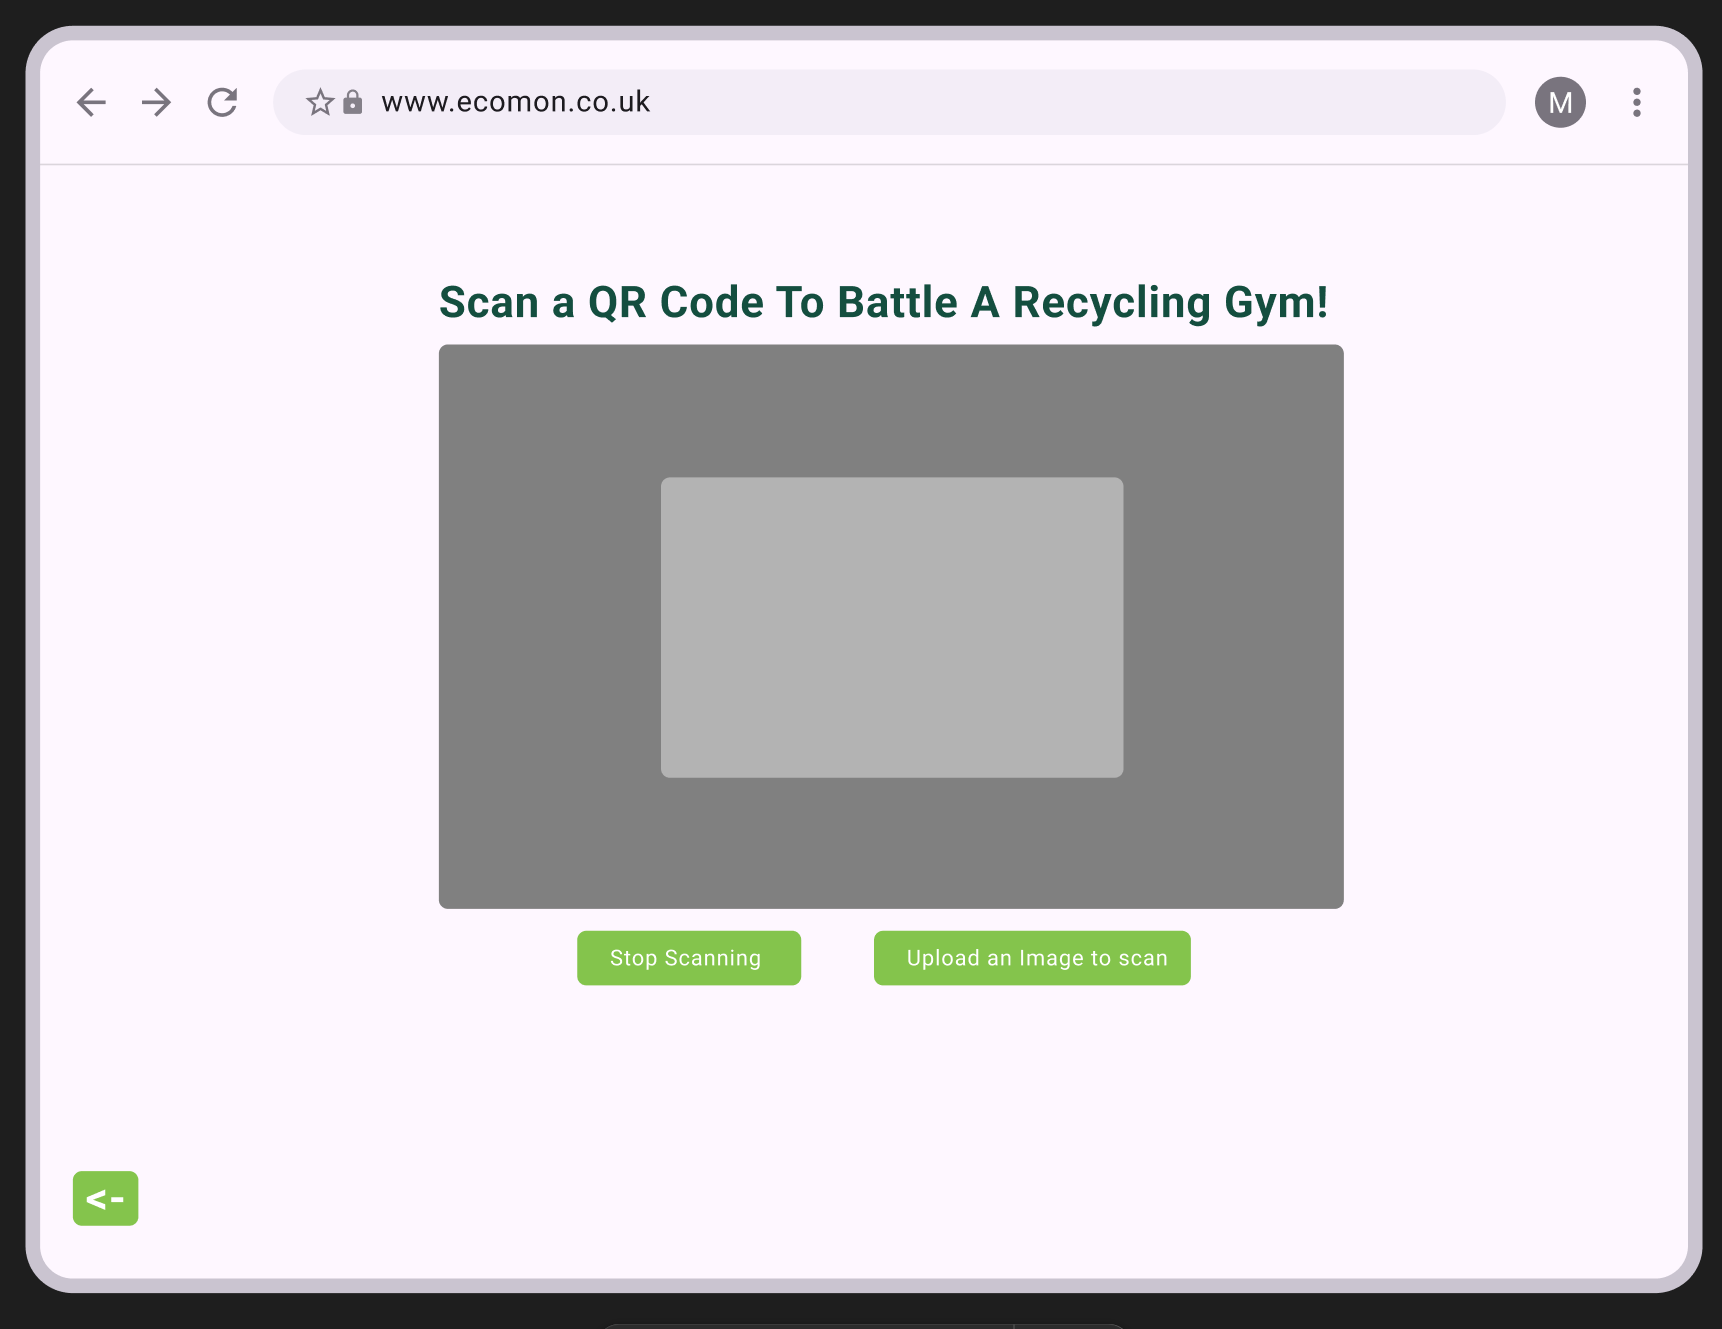 www.ecomon.co.uk
M
Scan a QR Code To Battle A Recycling Gym!
Stop Scanning
Upload an Image to scan
<-